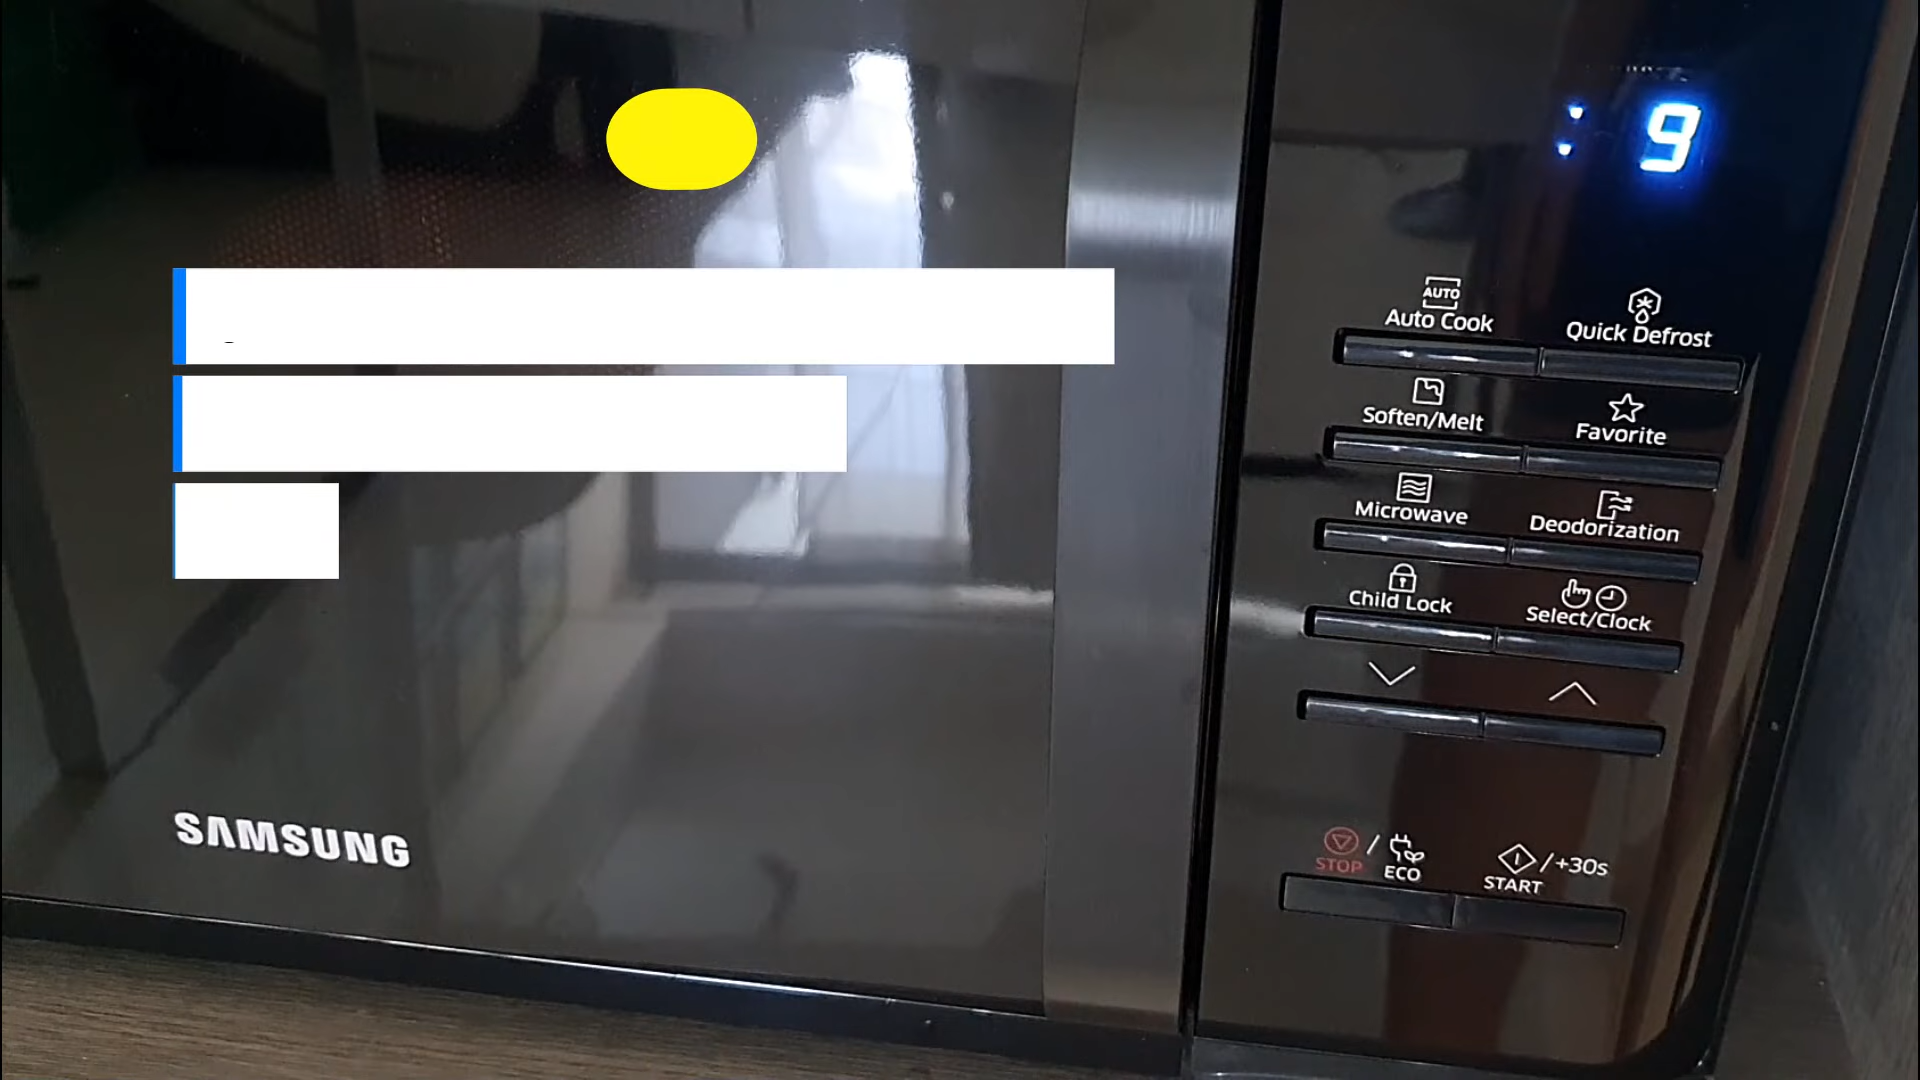 : 9
AUTO
Auto Cook
Quick Defrost
Soften/Melt
Favorite
Microwave
Deodorization
Child Lock
Select/Clock
SAMSUNG
STOP / ECO
START /+30s